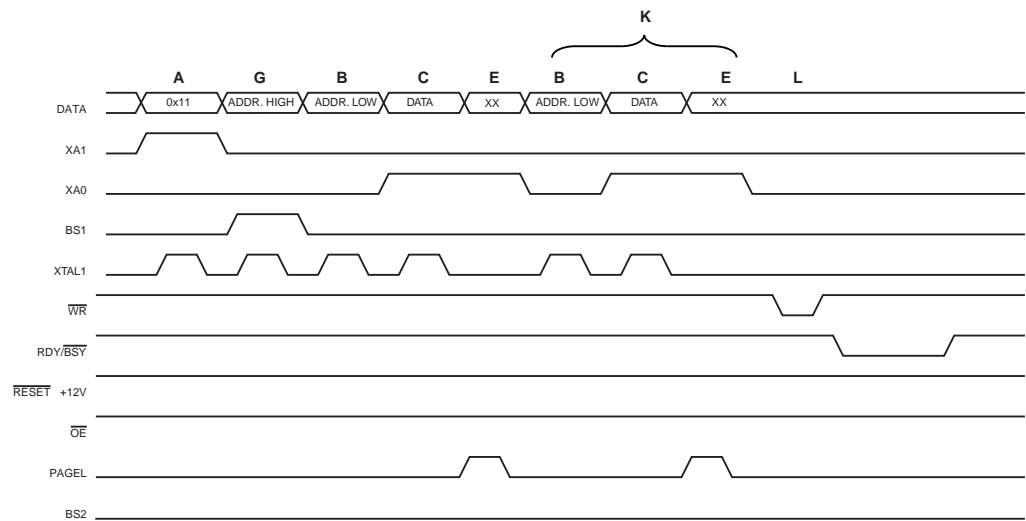 K
A G B C E B C E L
DATA 0x11 ADDR. HIGH ADDR. LOW DATA XX ADDR. LOW DATA XX
XA1
XA0
BS1
XTAL1
WR
RDY/BSY
RESET +12V
OE
PAGEL
BS2